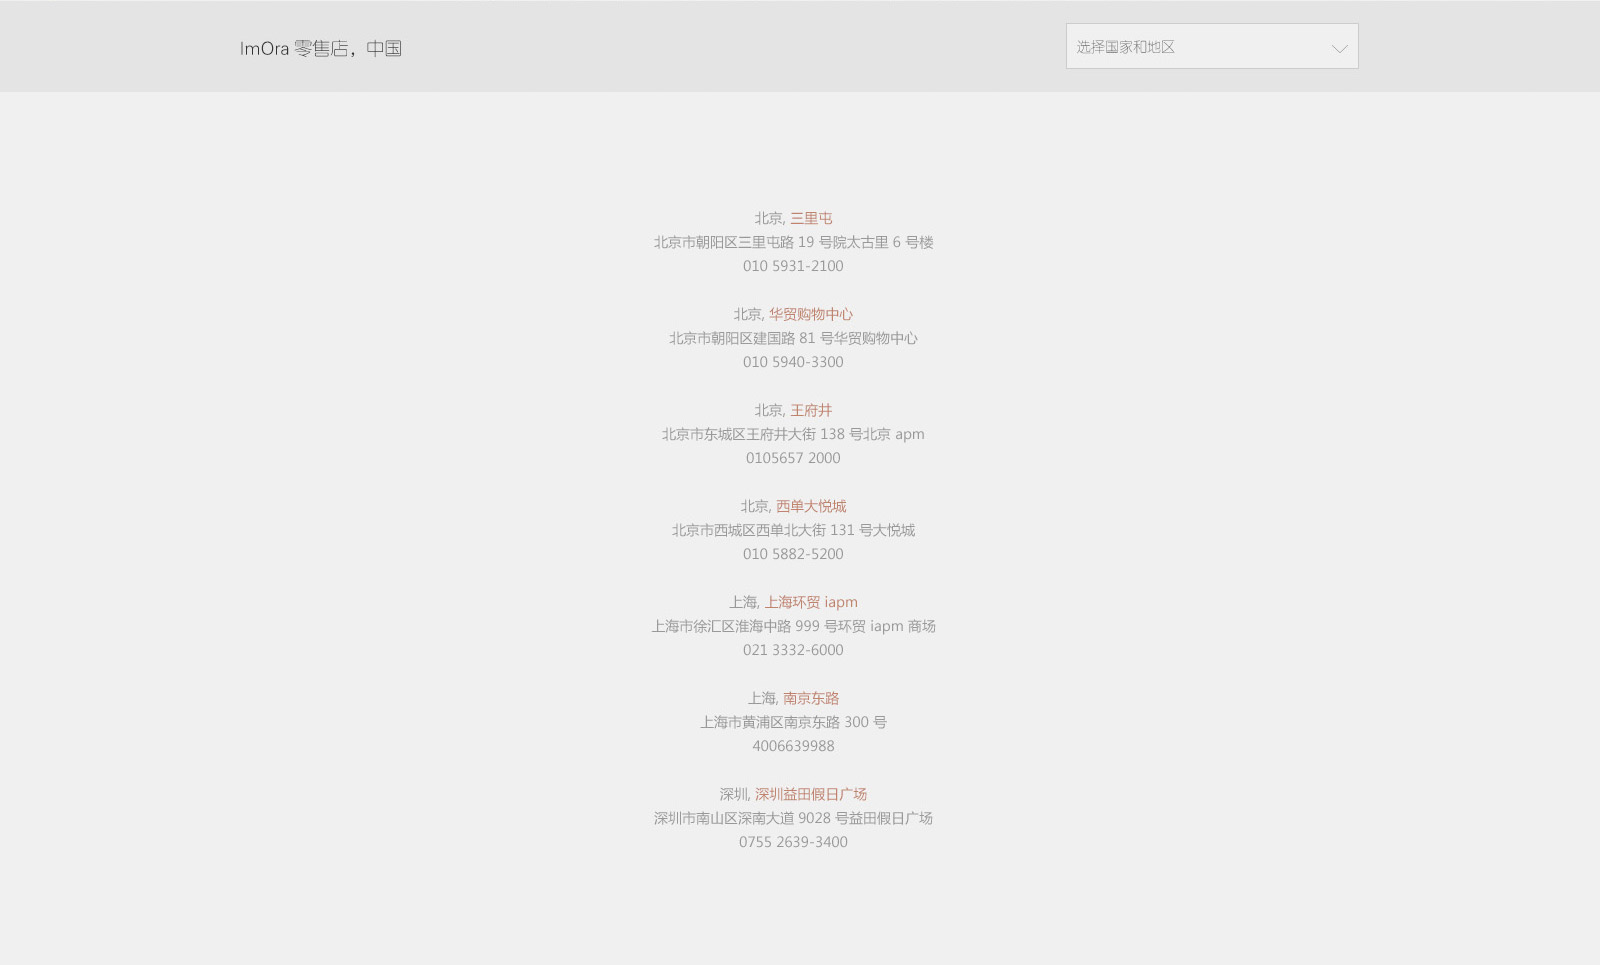 ImOra 零售店，中国
选择国家和地区
北京, 三里屯
北京市朝阳区三里屯路 19 号院太古里 6 号楼
010 5931-2100
北京, 华贸购物中心
北京市朝阳区建国路 81 号华贸购物中心
010 5940-3300
北京, 王府井
北京市东城区王府井大街 138 号北京 apm
0105657 2000
北京, 西单大悦城
北京市西城区西单北大街 131 号大悦城
010 5882-5200
上海, 上海环贸 iapm
上海市徐汇区淮海中路 999 号环贸 iapm 商场
021 3332-6000
上海, 南京东路
上海市黄浦区南京东路 300 号
4006639988
深圳, 深圳益田假日广场
深圳市南山区深南大道 9028 号益田假日广场
0755 2639-3400